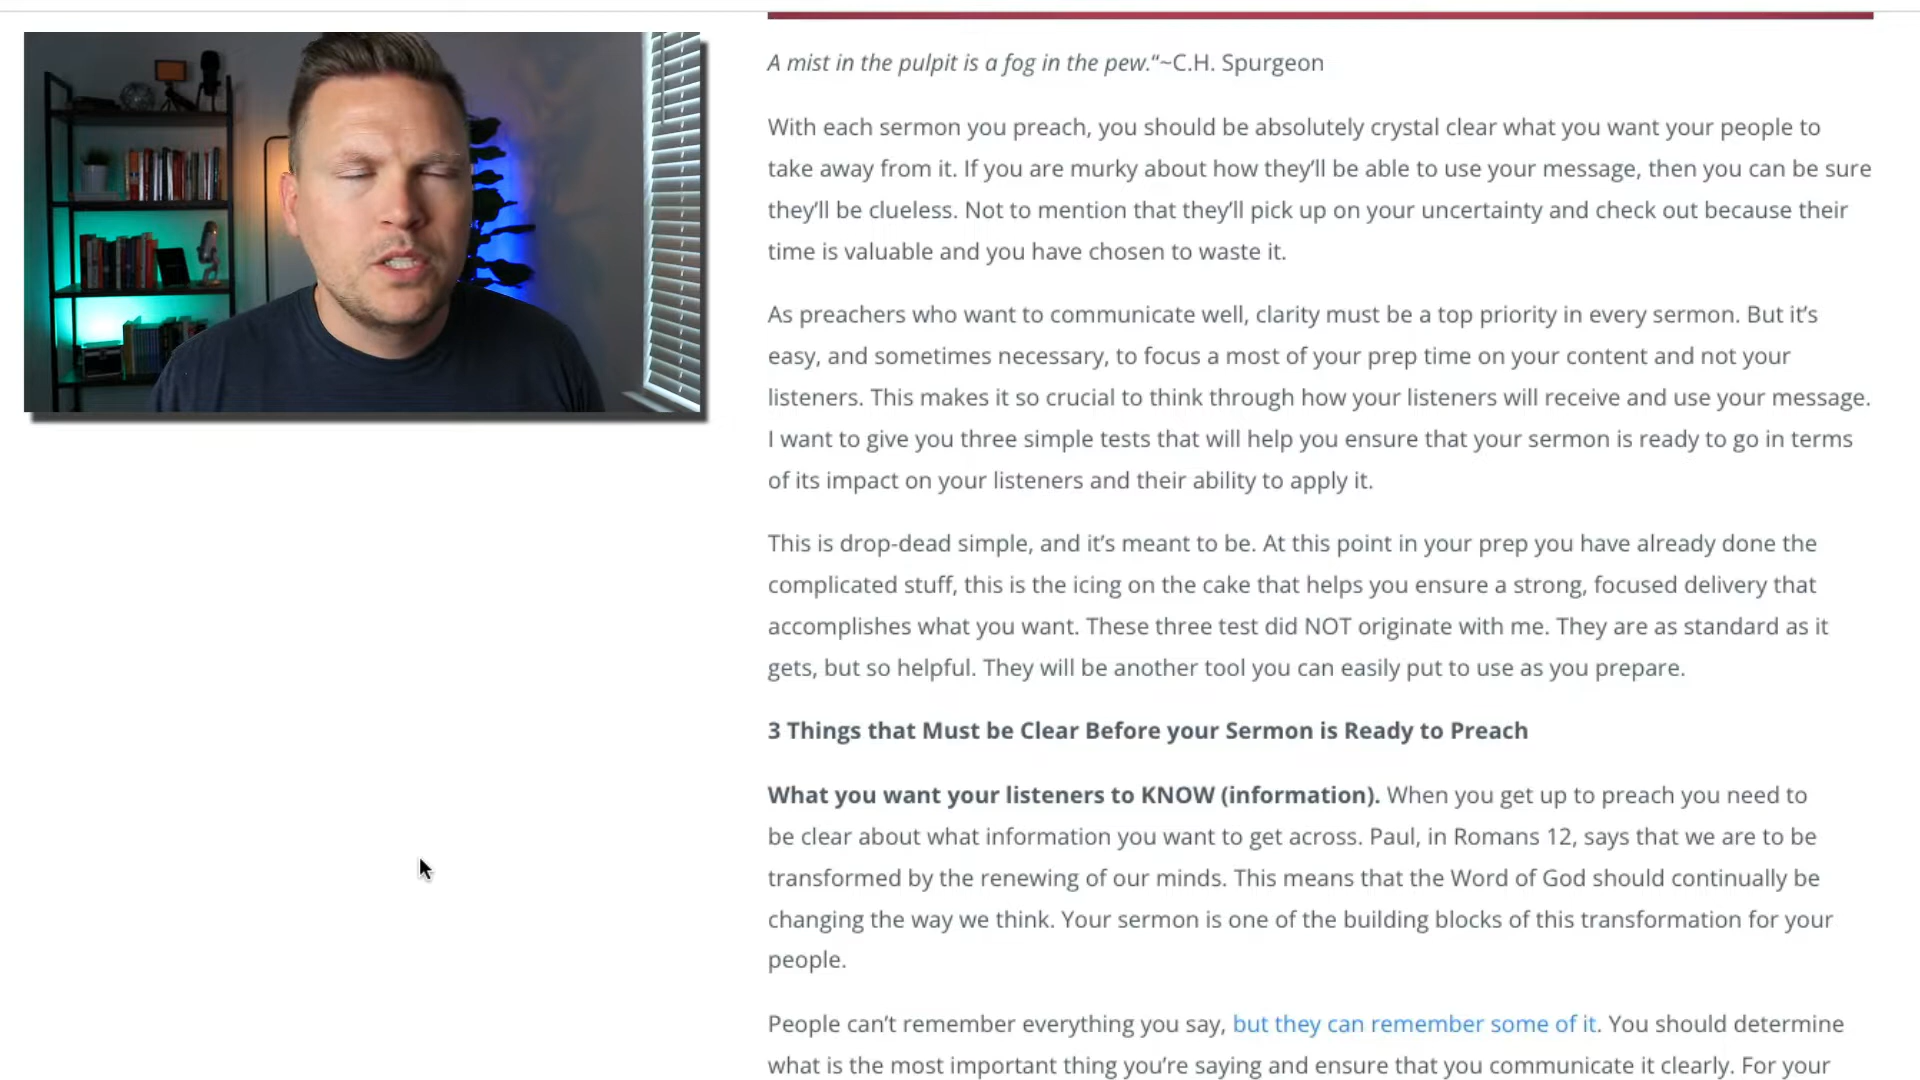 A mist in the pulpit is a fog in the pew.“~C.H. Spurgeon
With each sermon you preach, you should be absolutely crystal clear what you want your people to
take away from it. If you are murky about how they’ll be able to use your message, then you can be sure
they’ll be clueless. Not to mention that they’ll pick up on your uncertainty and check out because their
time is valuable and you have chosen to waste it.
As preachers who want to communicate well, clarity must be a top priority in every sermon. But it’s
easy, and sometimes necessary, to focus a most of your prep time on your content and not your
listeners. This makes it so crucial to think through how your listeners will receive and use your message.
I want to give you three simple tests that will help you ensure that your sermon is ready to go in terms
of its impact on your listeners and their ability to apply it.
This is drop-dead simple, and it’s meant to be. At this point in your prep you have already done the
complicated stuff, this is the icing on the cake that helps you ensure a strong, focused delivery that
accomplishes what you want. These three test did NOT originate with me. They are as standard as it
gets, but so helpful. They will be another tool you can easily put to use as you prepare.
3 Things that Must be Clear Before your Sermon is Ready to Preach
What you want your listeners to KNOW (information). When you get up to preach you need to
be clear about what information you want to get across. Paul, in Romans 12, says that we are to be
transformed by the renewing of our minds. This means that the Word of God should continually be
changing the way we think. Your sermon is one of the building blocks of this transformation for your
people.
People can’t remember everything you say, but they can remember some of it. You should determine
what is the most important thing you’re saying and ensure that you communicate it clearly. For your